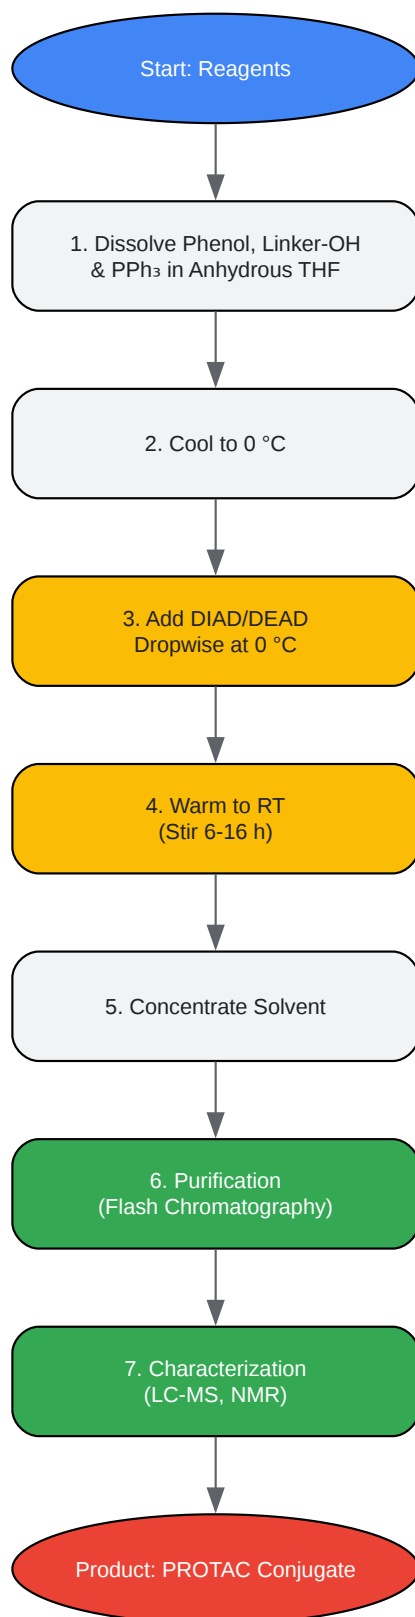 Start: Reagents
1. Dissolve Phenol, Linker-OH
& PPh₃ in Anhydrous THF
2. Cool to 0 °C
3. Add DIAD/DEAD
Dropwise at 0 °C
4. Warm to RT
(Stir 6-16 h)
5. Concentrate Solvent
6. Purification
(Flash Chromatography)
7. Characterization
(LC-MS, NMR)
Product: PROTAC Conjugate